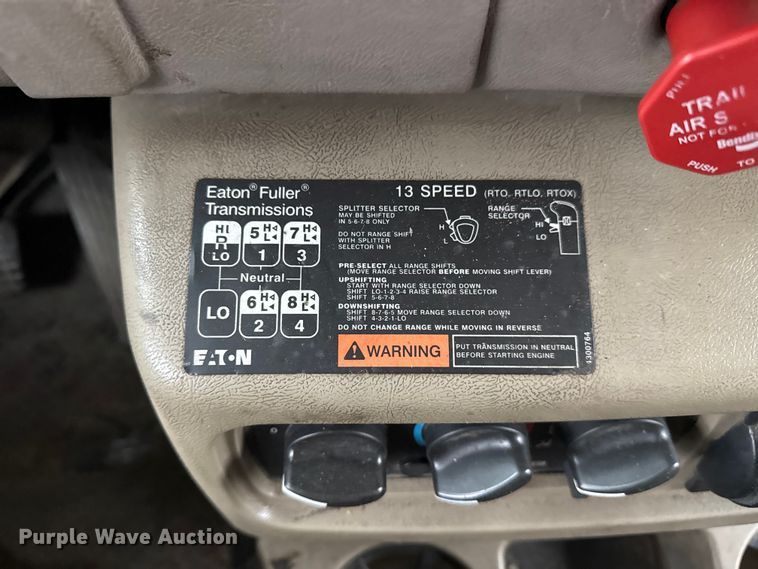 Eaton® Fuller®
Transmissions
13 SPEED (RTO, RTLO, RTOX)
SPLITTER SELECTOR
MAY BE SHIFTED
IN 5-6-7-8 ONLY
H
L
RANGE
SELECTOR
HI
LO
DO NOT RANGE SHIFT
WITH SPLITTER
SELECTOR IN H
HI
LO
5 H
L
1
7 H
L
3
Neutral
LO
6 H
L
2
8 H
L
4
PRE-SELECT ALL RANGE SHIFTS
(MOVE RANGE SELECTOR BEFORE MOVING SHIFT LEVER)
UPSHIFTING
START WITH RANGE SELECTOR DOWN
SHIFT LO-1-2-3-4 RAISE RANGE SELECTOR
SHIFT 5-6-7-8
DOWNSHIFTING
SHIFT 8-7-6-5 MOVE RANGE SELECTOR DOWN
SHIFT 4-3-2-1-LO
DO NOT CHANGE RANGE WHILE MOVING IN REVERSE
WARNING
PUT TRANSMISSION IN NEUTRAL
BEFORE STARTING ENGINE
EATON
4300764
TRAI
AIR S
NOT FOR
Bendix
PUSH TO
Purple Wave Auction